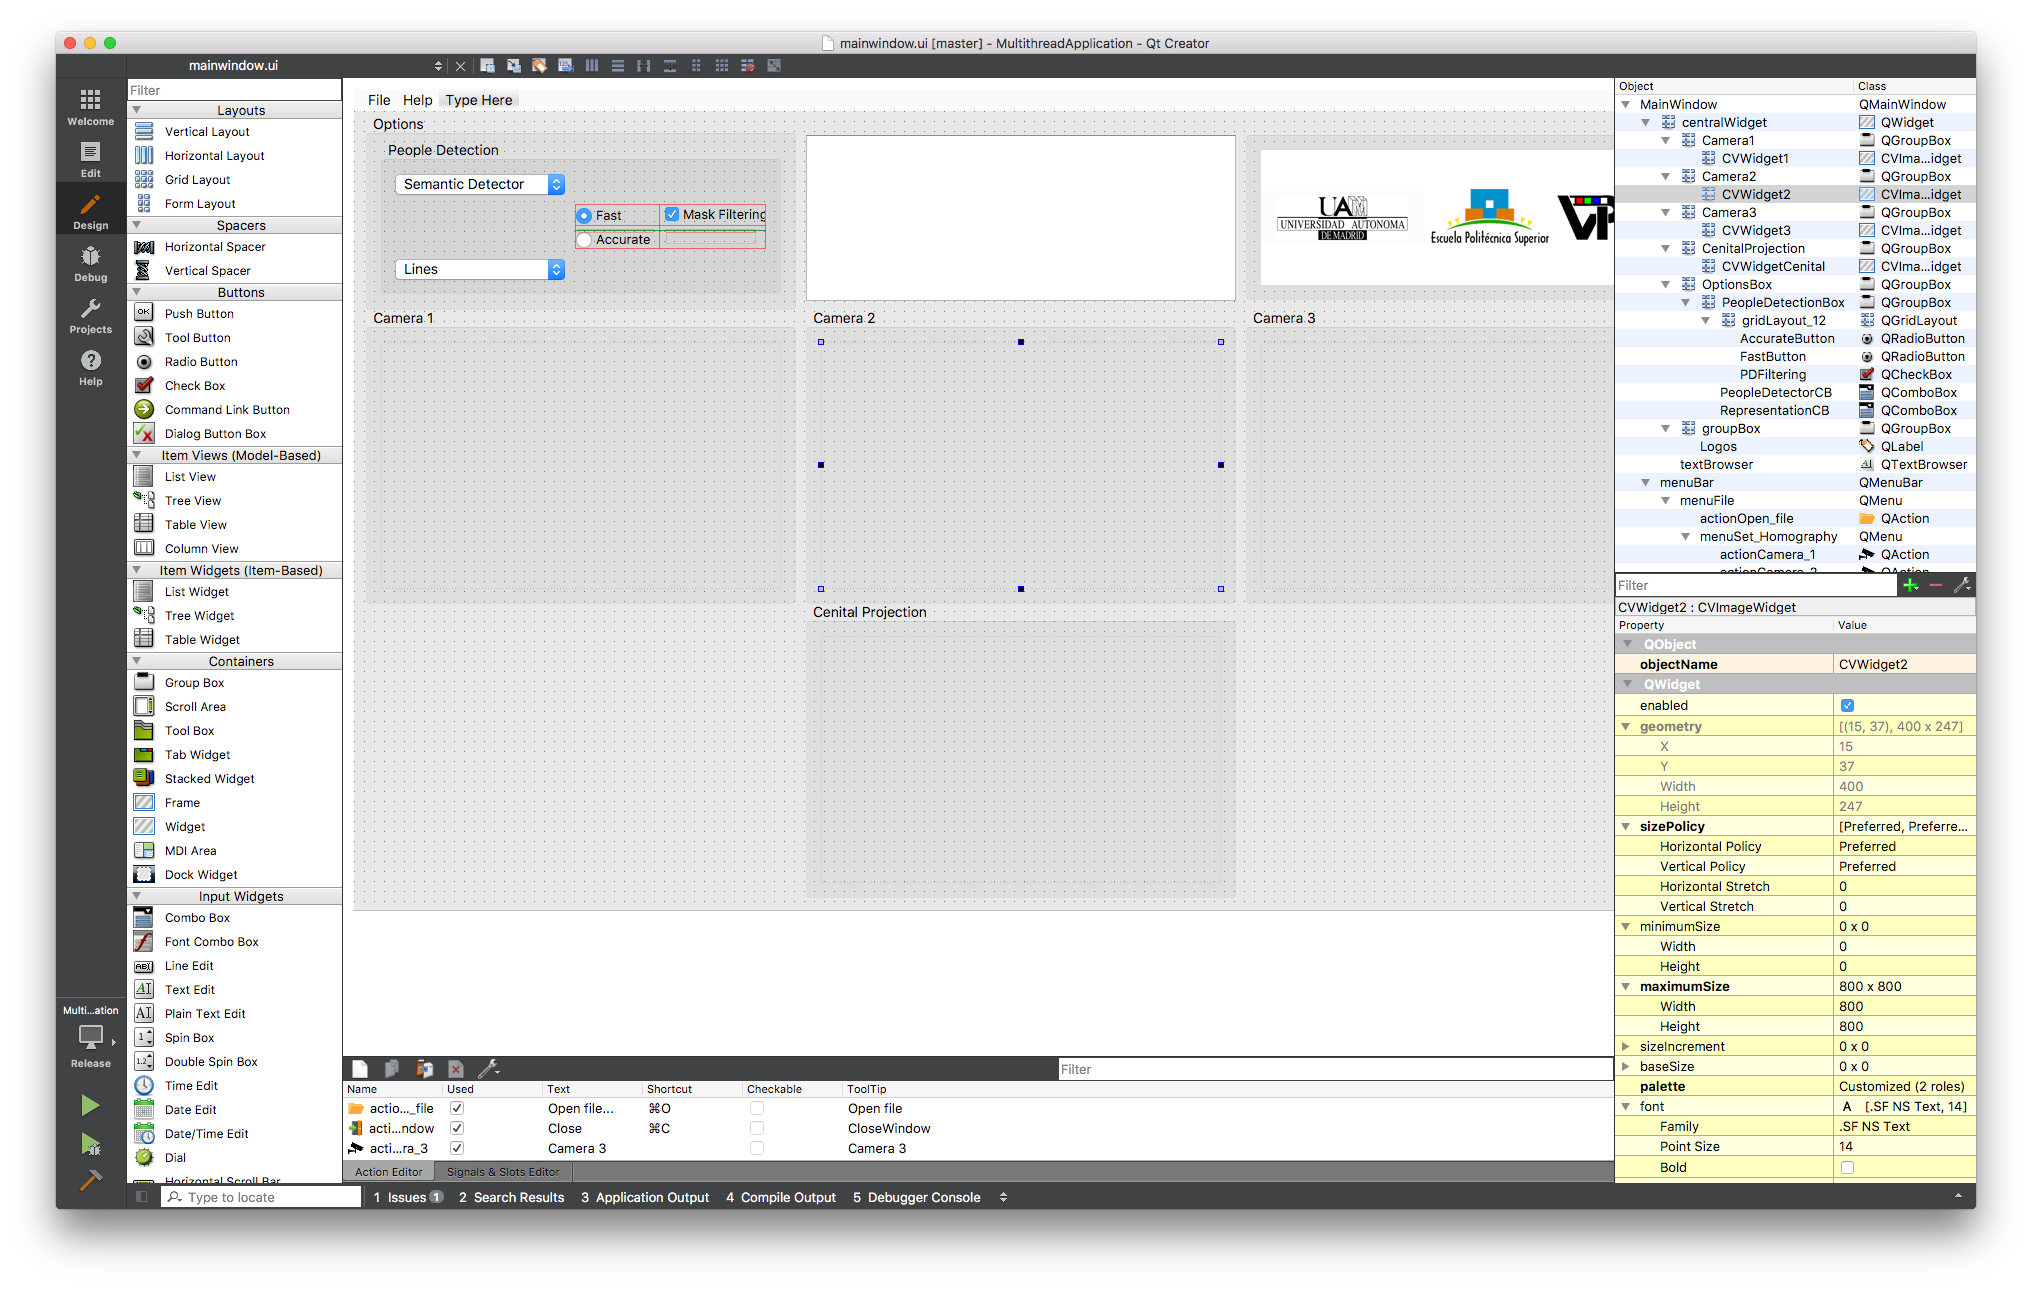 mainwindow.ui [master] - MultithreadApplication - Qt Creator
mainwindow.ui
Welcome
Edit
Design
Debug
Projects
Help
Multi...ation
Release
Filter
Layouts
Vertical Layout
Horizontal Layout
Grid Layout
Form Layout
Spacers
Horizontal Spacer
Vertical Spacer
Buttons
Push Button
Tool Button
Radio Button
Check Box
Command Link Button
Dialog Button Box
Item Views (Model-Based)
List View
Tree View
Table View
Column View
Item Widgets (Item-Based)
List Widget
Tree Widget
Table Widget
Containers
Group Box
Scroll Area
Tool Box
Tab Widget
Stacked Widget
Frame
Widget
MDI Area
Dock Widget
Input Widgets
Combo Box
Font Combo Box
Line Edit
Text Edit
Plain Text Edit
Spin Box
Double Spin Box
Time Edit
Date Edit
Date/Time Edit
Dial
Horizontal Scroll Bar
File Help Type Here
Options
People Detection
Semantic Detector
Fast Mask Filtering
Accurate
Lines
UAM
UNIVERSIDAD AUTONOMA
DE MADRID
Escuela Politécnica Superior
Camera 1 Camera 2 Camera 3
Cenital Projection
Filter
Name Used Text Shortcut Checkable ToolTip
actio..._file Open file... ⌘O Open file
acti...ndow Close ⌘C CloseWindow
acti...ra_3 Camera 3 Camera 3
Action Editor Signals & Slots Editor
Type to locate 1 Issues 1 2 Search Results 3 Application Output 4 Compile Output 5 Debugger Console
Object Class
MainWindow QMainWindow
centralWidget QWidget
Camera1 QGroupBox
CVWidget1 CVIma...idget
Camera2 QGroupBox
CVWidget2 CVIma...idget
Camera3 QGroupBox
CVWidget3 CVIma...idget
CenitalProjection QGroupBox
CVWidgetCenital CVIma...idget
OptionsBox QGroupBox
PeopleDetectionBox QGroupBox
gridLayout_12 QGridLayout
AccurateButton QRadioButton
FastButton QRadioButton
PDFiltering QCheckBox
PeopleDetectorCB QComboBox
RepresentationCB QComboBox
groupBox QGroupBox
Logos QLabel
textBrowser QTextBrowser
menuBar QMenuBar
menuFile QMenu
actionOpen_file QAction
menuSet_Homography QMenu
actionCamera_1 QAction
actionCamera_2 QAction
Filter
CVWidget2 : CVImageWidget
Property Value
QObject
objectName CVWidget2
QWidget
enabled
geometry [(15, 37), 400 x 247]
X 15
Y 37
Width 400
Height 247
sizePolicy [Preferred, Preferre...
Horizontal Policy Preferred
Vertical Policy Preferred
Horizontal Stretch 0
Vertical Stretch 0
minimumSize 0 x 0
Width 0
Height 0
maximumSize 800 x 800
Width 800
Height 800
sizeIncrement 0 x 0
baseSize 0 x 0
palette Customized (2 roles)
font A [.SF NS Text, 14]
Family .SF NS Text
Point Size 14
Bold